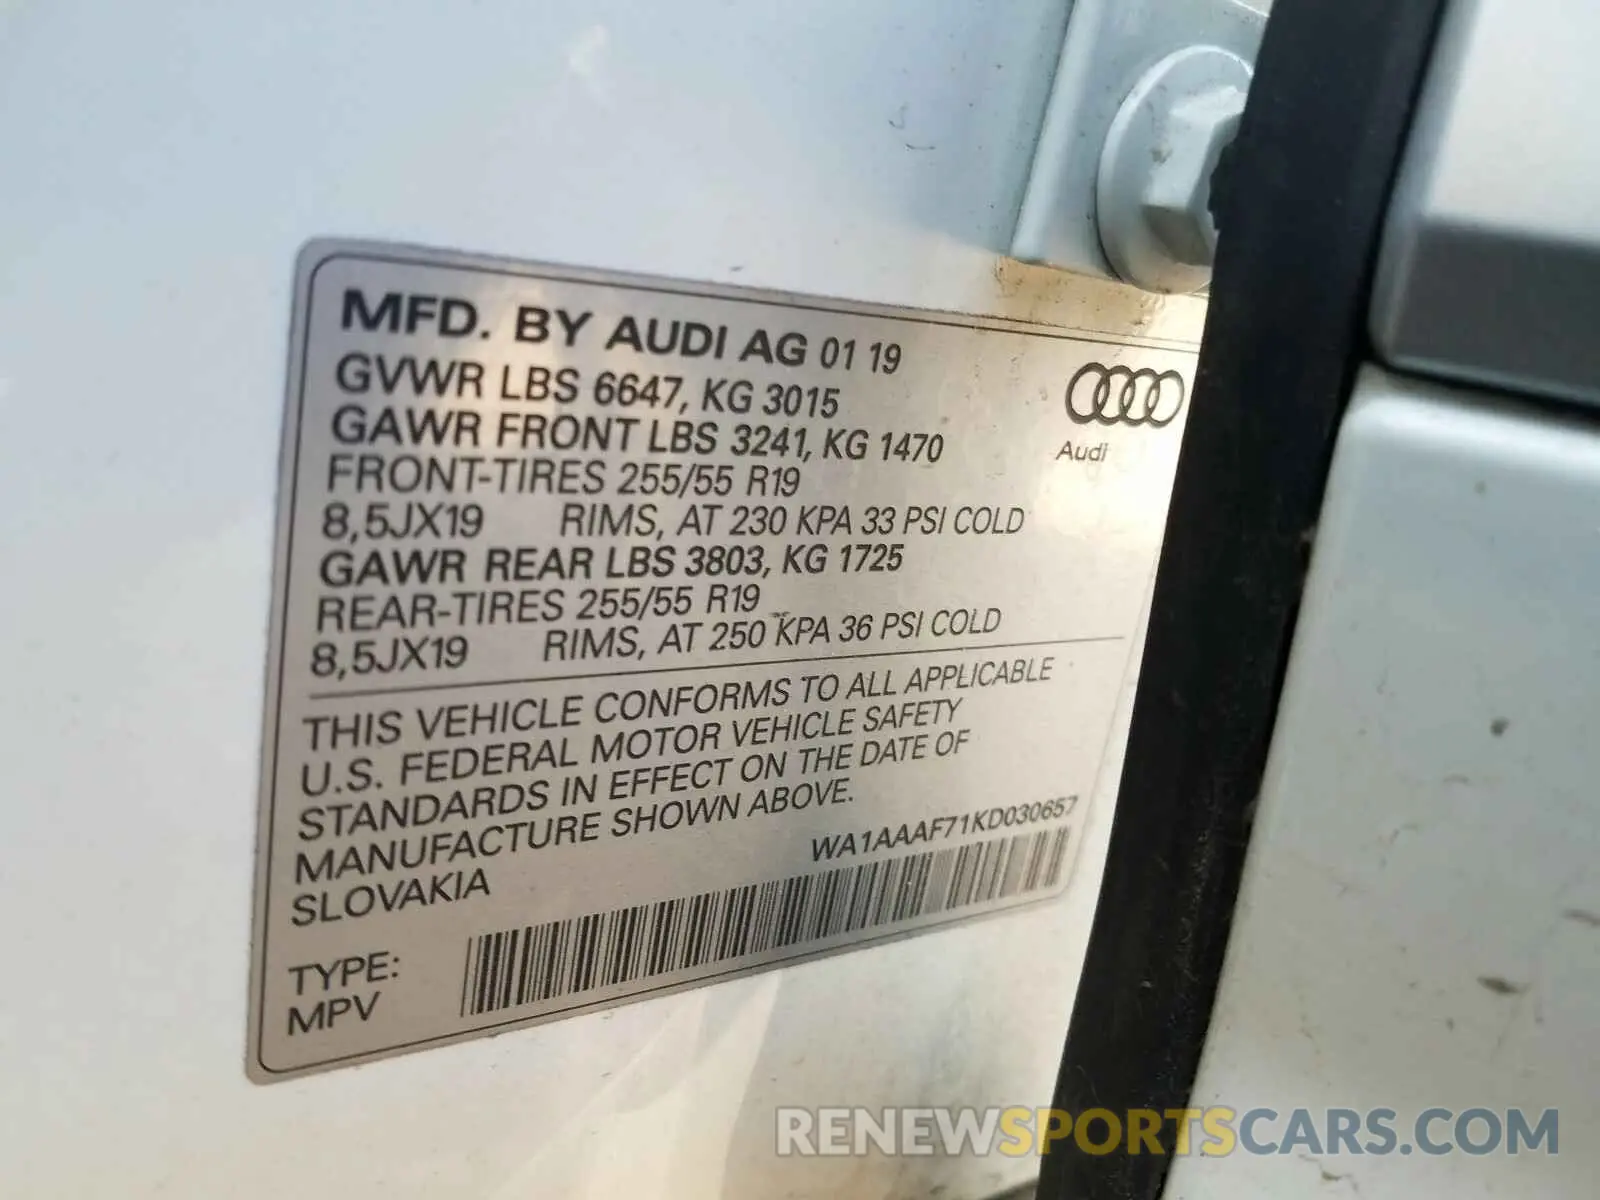 MFD. BY AUDI AG 01 19
GVWR LBS 6647, KG 3015
GAWR FRONT LBS 3241, KG 1470
FRONT-TIRES 255/55 R19
8,5JX19 RIMS, AT 230 KPA 33 PSI COLD
GAWR REAR LBS 3803, KG 1725
REAR-TIRES 255/55 R19
8,5JX19 RIMS, AT 250 KPA 36 PSI COLD
Audi
THIS VEHICLE CONFORMS TO ALL APPLICABLE
U.S. FEDERAL MOTOR VEHICLE SAFETY
STANDARDS IN EFFECT ON THE DATE OF
MANUFACTURE SHOWN ABOVE.
SLOVAKIA
WA1AAAF71KD030657
TYPE:
MPV
RENEWSPORTSCARS.COM